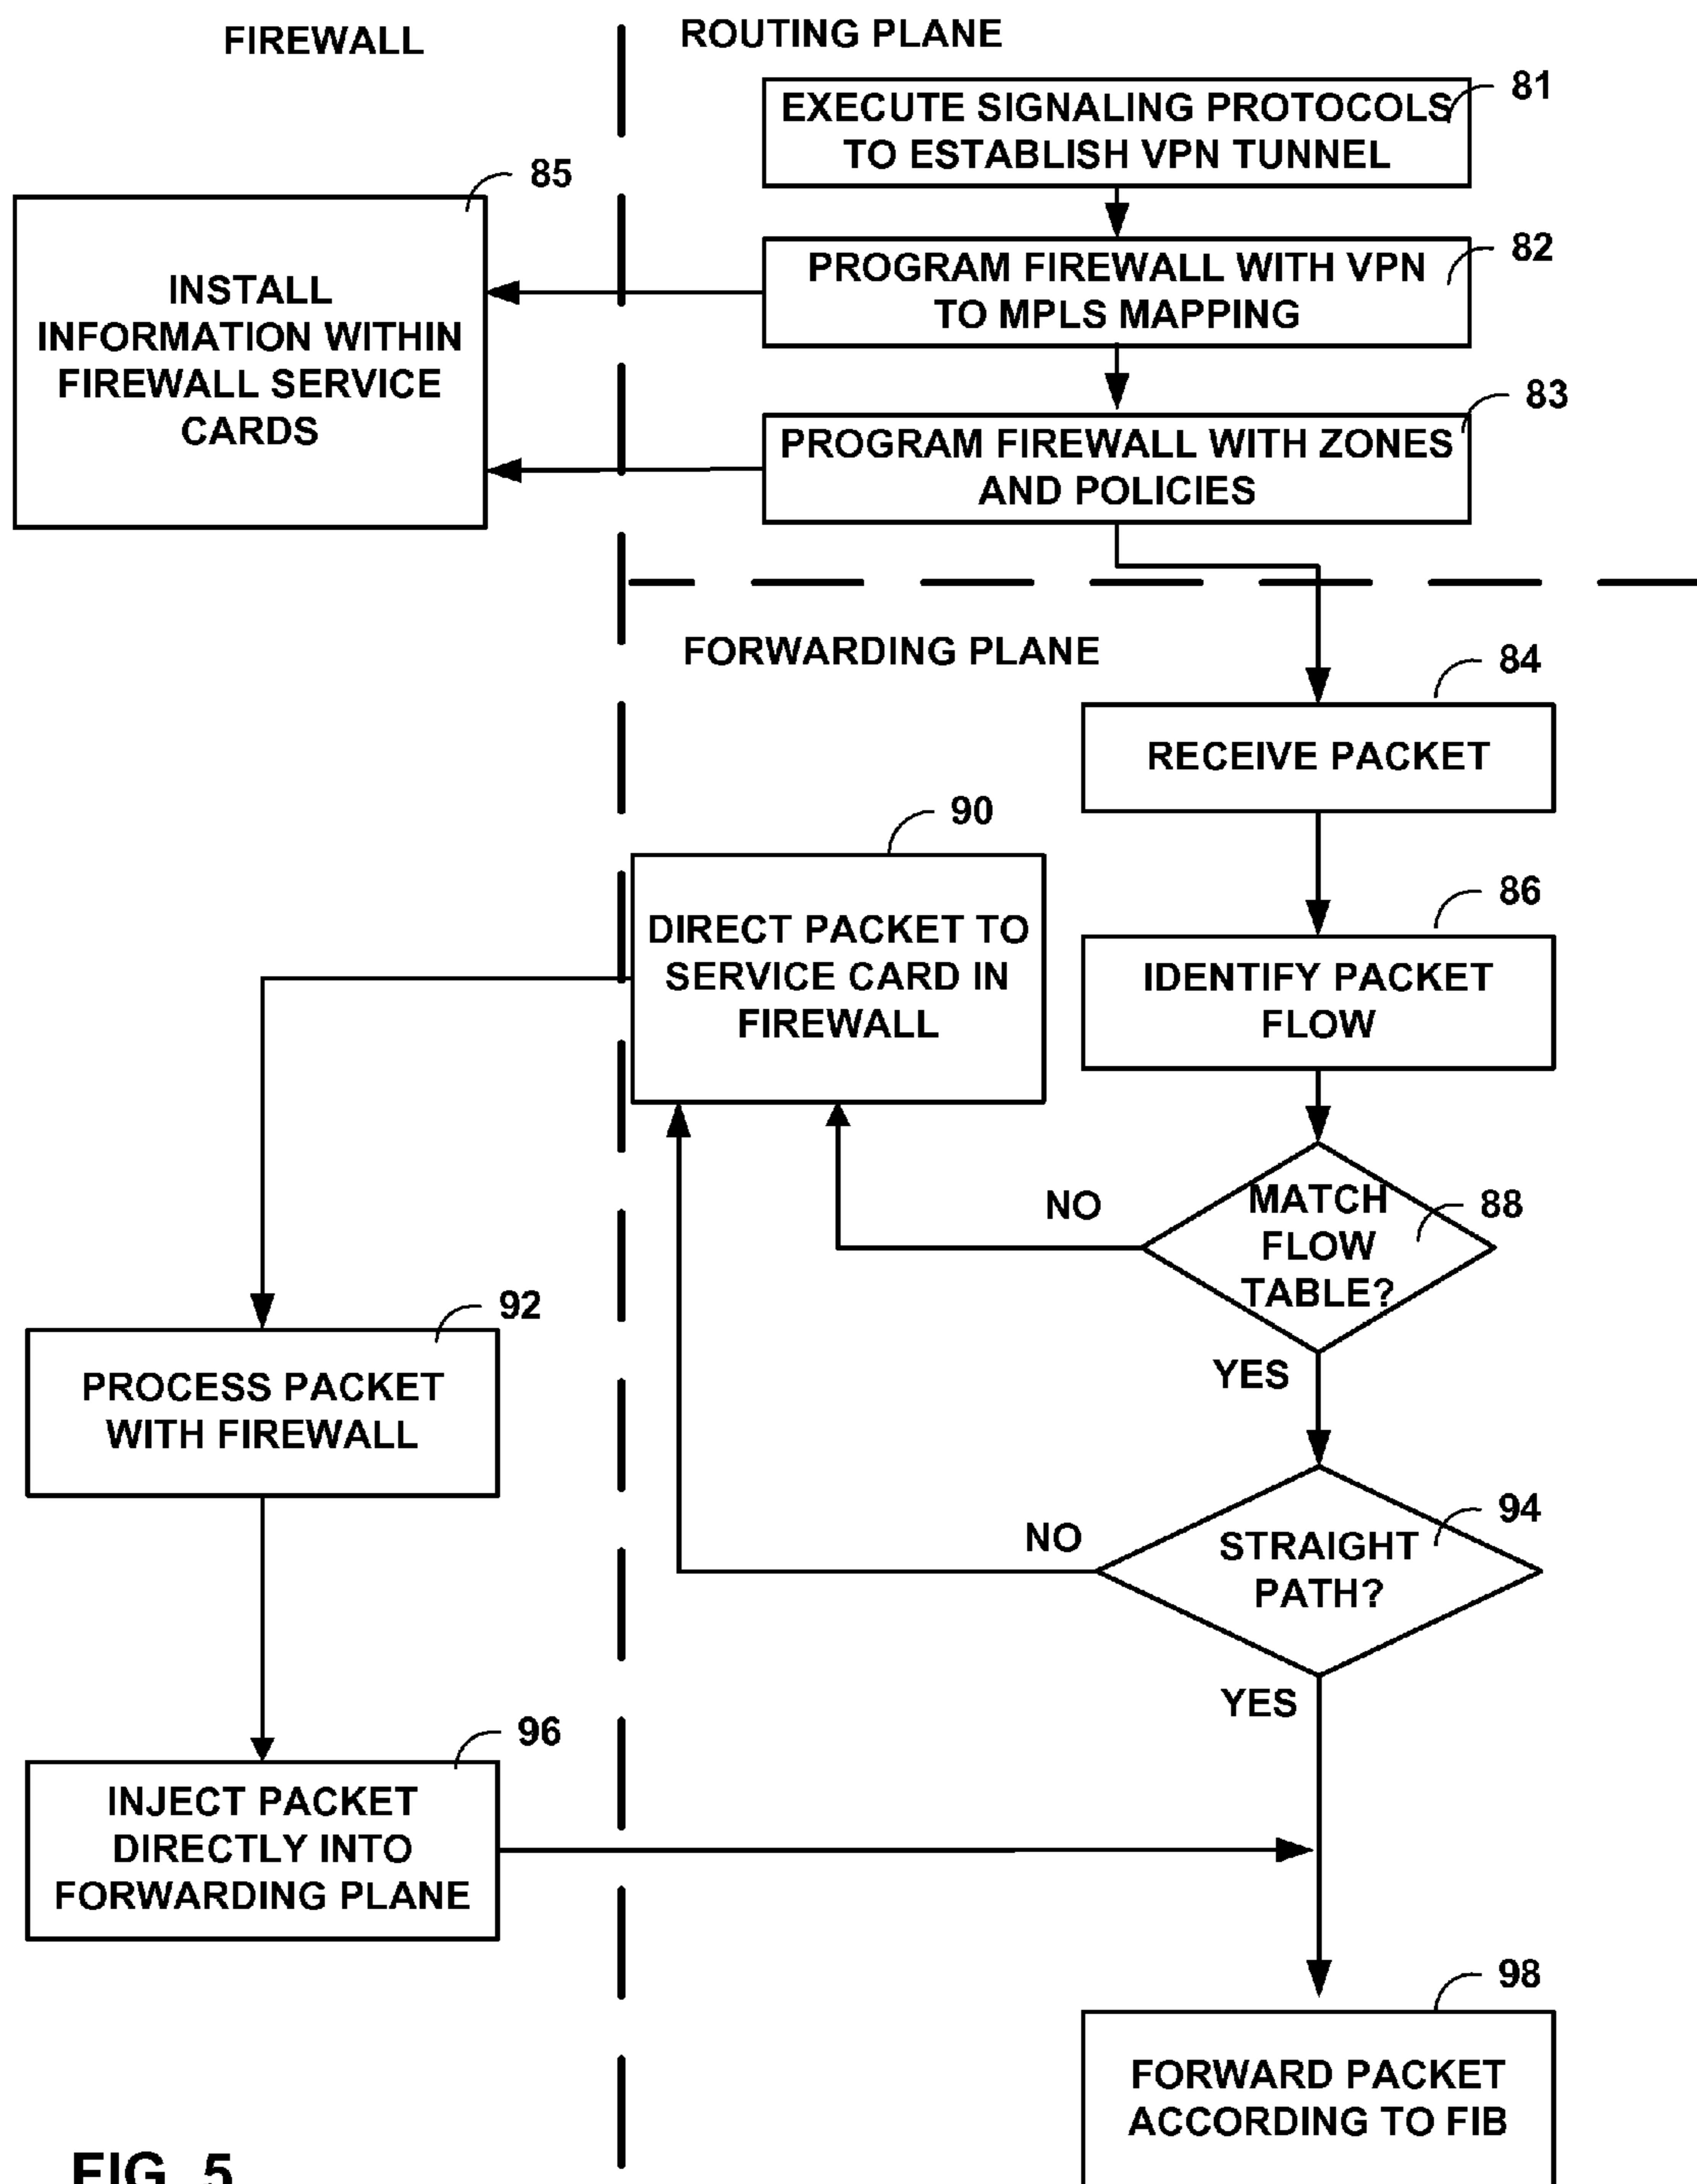 FIREWALL
ROUTING PLANE
81
EXECUTE SIGNALING PROTOCOLS
TO ESTABLISH VPN TUNNEL
85
INSTALL
INFORMATION WITHIN
FIREWALL SERVICE
CARDS
82
PROGRAM FIREWALL WITH VPN
TO MPLS MAPPING
83
PROGRAM FIREWALL WITH ZONES
AND POLICIES
FORWARDING PLANE
84
RECEIVE PACKET
90
DIRECT PACKET TO
SERVICE CARD IN
FIREWALL
86
IDENTIFY PACKET
FLOW
NO
MATCH
FLOW
TABLE?
88
YES
92
PROCESS PACKET
WITH FIREWALL
NO
STRAIGHT
PATH?
94
YES
96
INJECT PACKET
DIRECTLY INTO
FORWARDING PLANE
98
FORWARD PACKET
ACCORDING TO FIB
FIG. 5